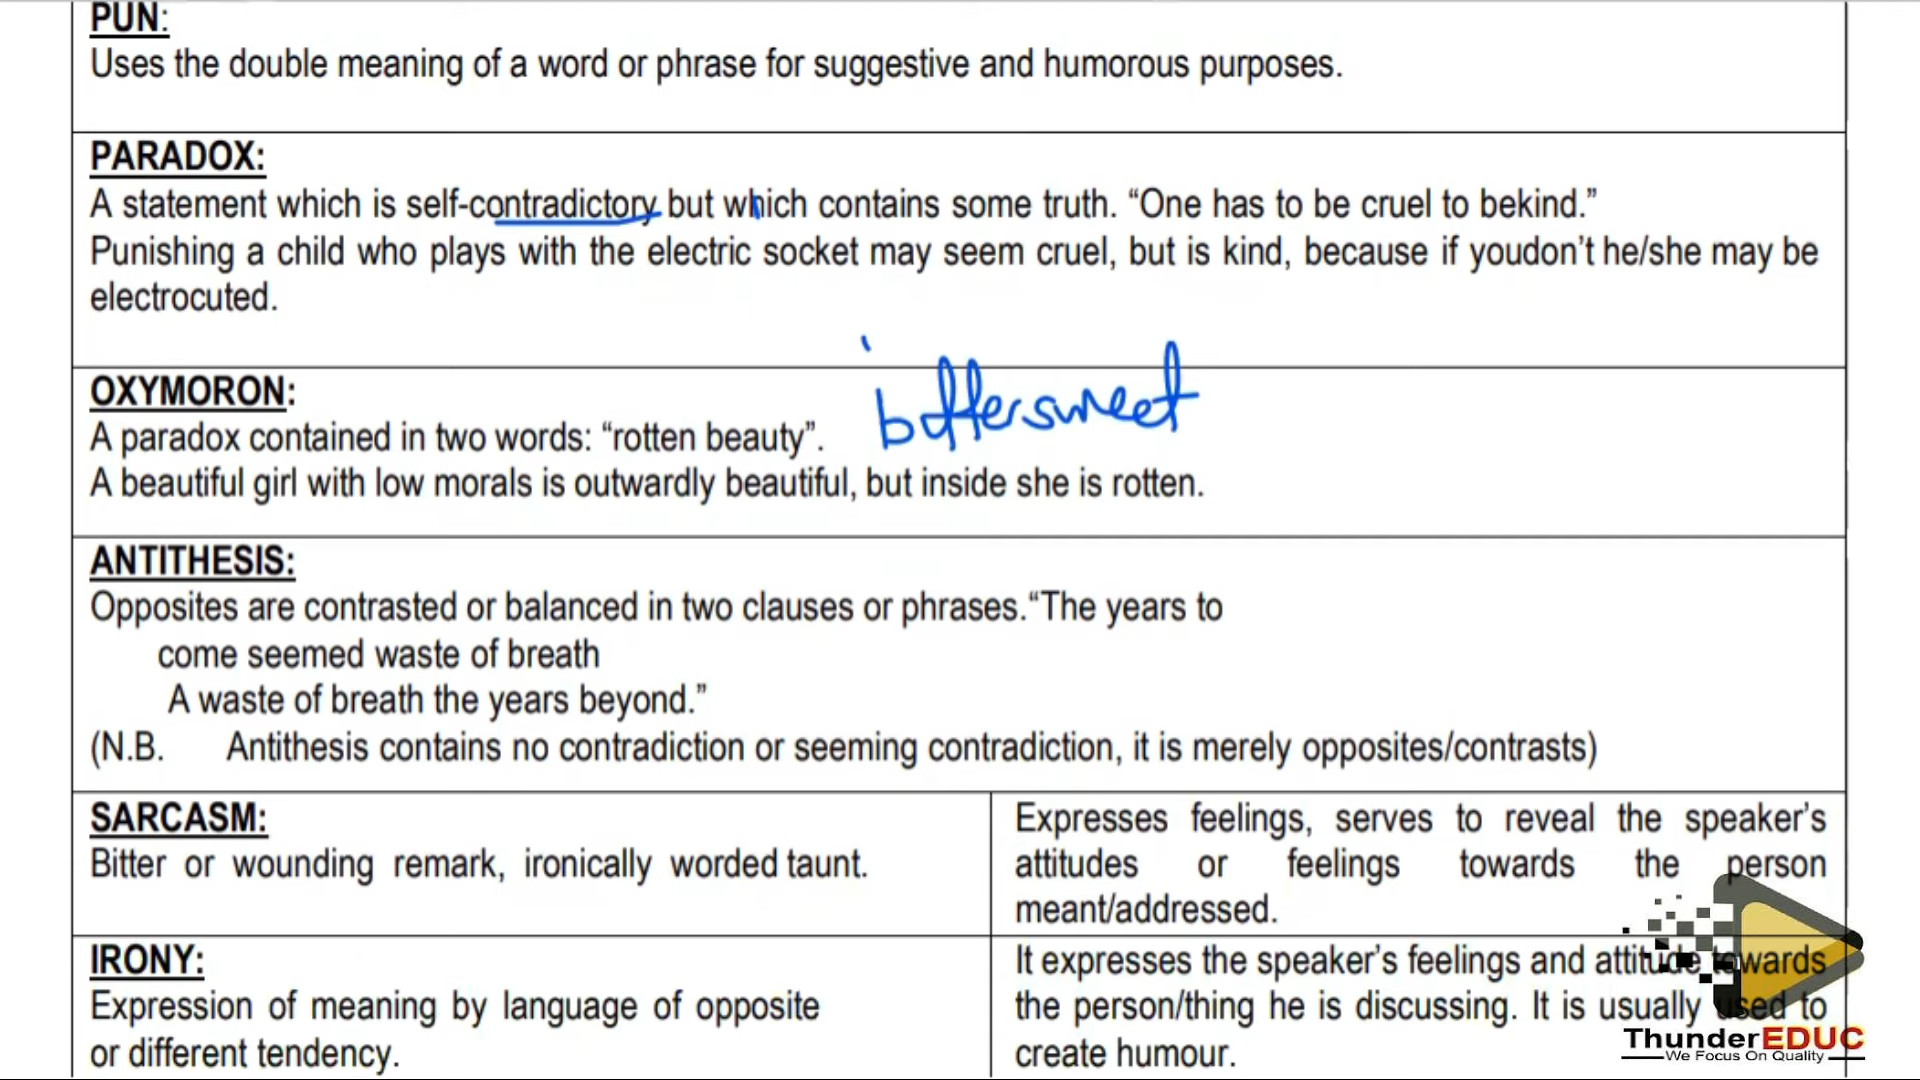 PUN:
Uses the double meaning of a word or phrase for suggestive and humorous purposes.
PARADOX:
A statement which is self-contradictory but which contains some truth. “One has to be cruel to bekind.”
Punishing a child who plays with the electric socket may seem cruel, but is kind, because if youdon’t he/she may be
electrocuted.
bittersweet
OXYMORON:
A paradox contained in two words: “rotten beauty”.
A beautiful girl with low morals is outwardly beautiful, but inside she is rotten.
ANTITHESIS:
Opposites are contrasted or balanced in two clauses or phrases.“The years to
come seemed waste of breath
A waste of breath the years beyond.”
(N.B. Antithesis contains no contradiction or seeming contradiction, it is merely opposites/contrasts)
SARCASM:
Bitter or wounding remark, ironically worded taunt.
Expresses feelings, serves to reveal the speaker’s
attitudes or feelings towards the person
meant/addressed.
IRONY:
Expression of meaning by language of opposite
or different tendency.
It expresses the speaker’s feelings and attitude towards
the person/thing he is discussing. It is usually used to
create humour.
ThunderEDUC
We Focus On Quality